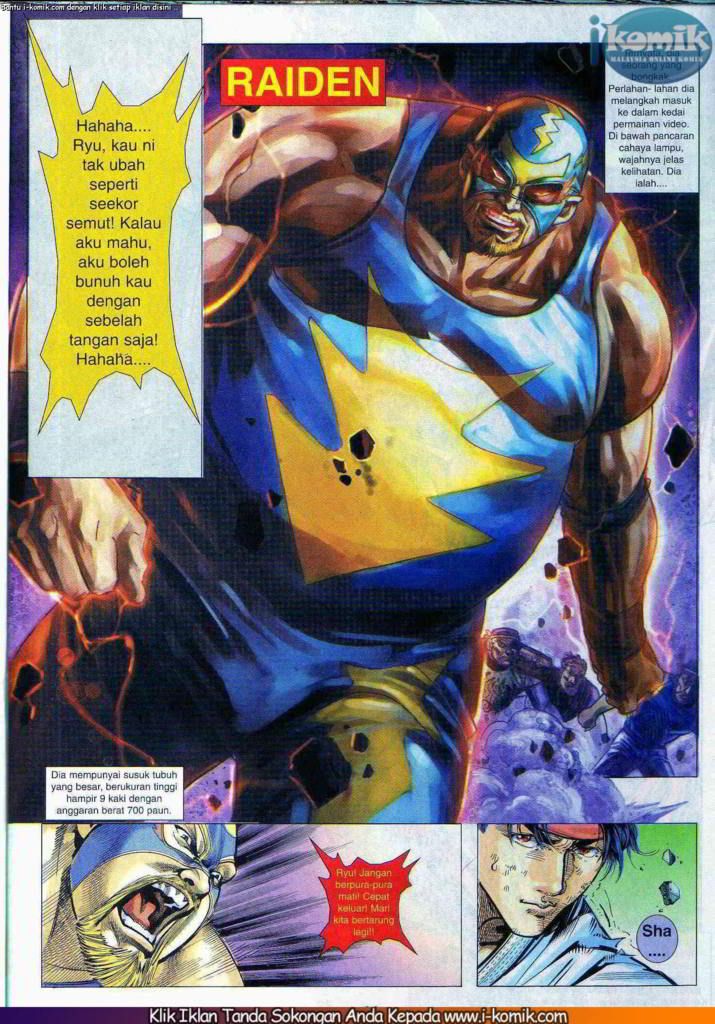 Bantu i-komik.com dengan klik setiap iklan disini
ikomik
MALAYSIA ONLINE KOMIK
RAIDEN
seorang yang
bongkak.
Perlahan- lahan dia
melangkah masuk
ke dalam kedai
permainan video.
Di bawah pancaran
cahaya lampu,
wajahnya jelas
kelihatan. Dia
ialah....
Hahaha....
Ryu, kau ni
tak ubah
seperti
seekor
semut! Kalau
aku mahu,
aku boleh
bunuh kau
dengan
sebelah
tangan saja!
Hahaha....
Dia mempunyai susuk tubuh
yang besar, berukuran tinggi
hampir 9 kaki dengan
anggaran berat 700 paun.
Ryu! Jangan
berpura-pura
mati! Cepat
keluar! Mari
kita bertarung
lagi!!
Sha
....
Klik Iklan Tanda Sokongan Anda Kepada www.i-komik.com